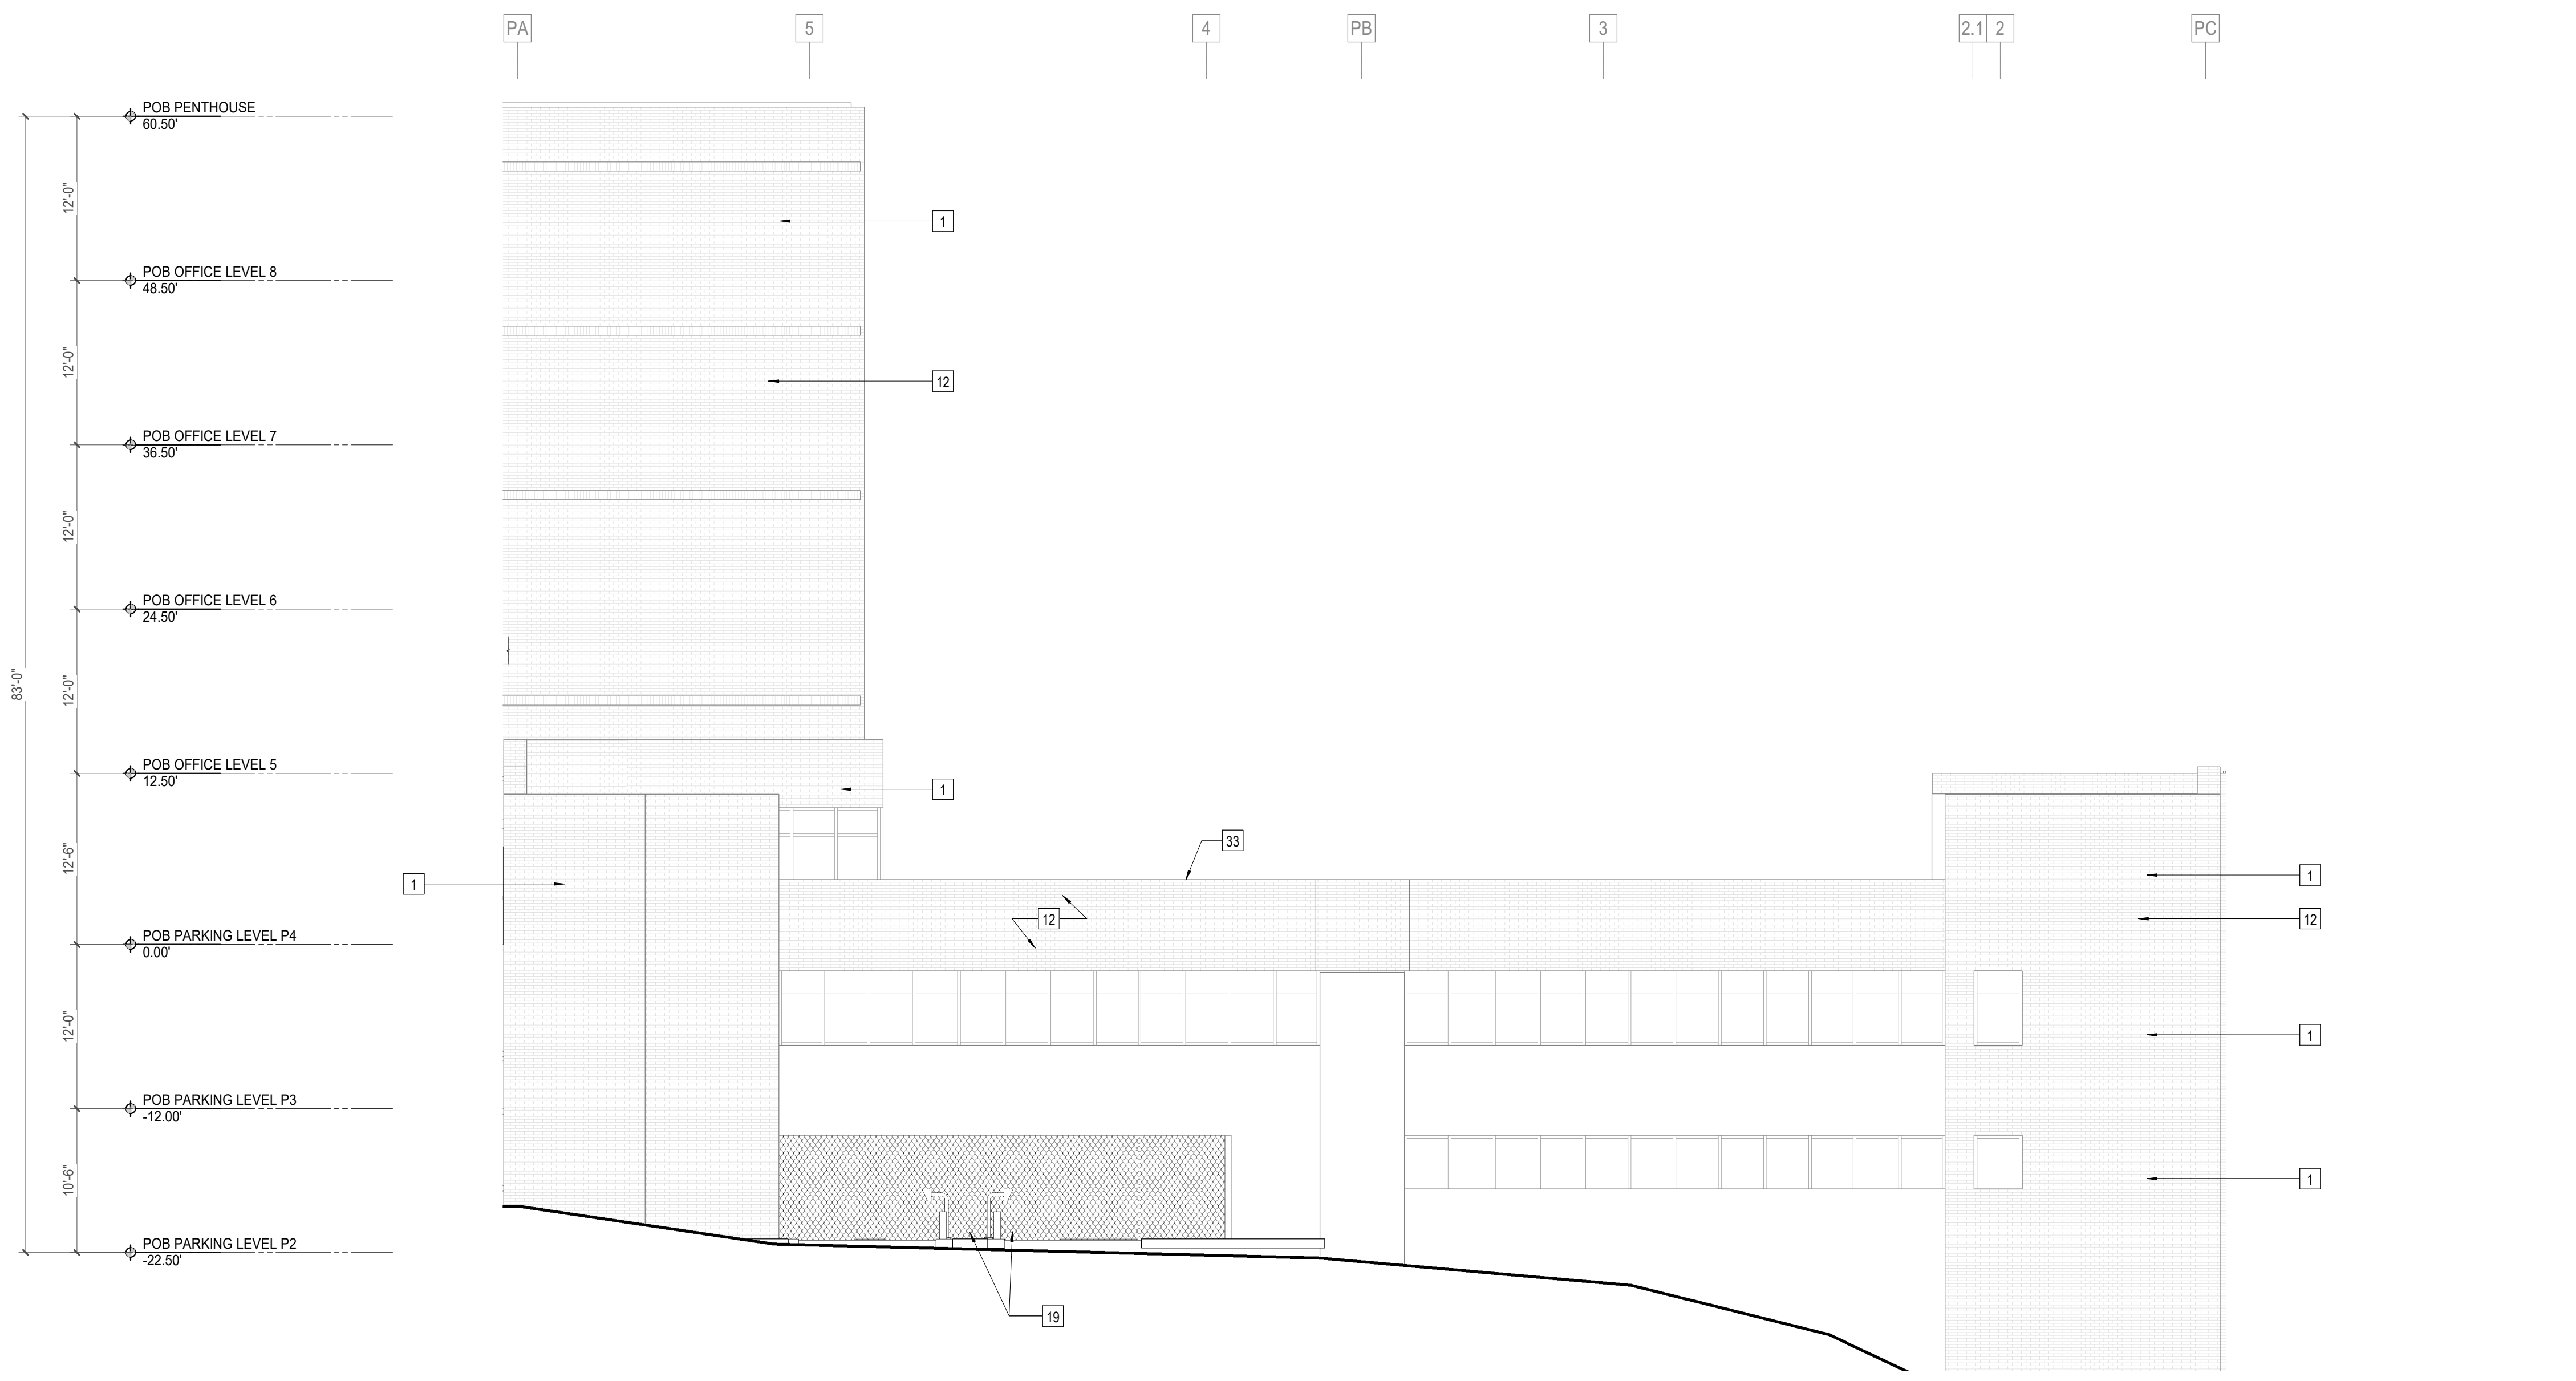 PA
5
4
PB
3
2.1
2
PC
POB PENTHOUSE
60.50'
12'-0"
1
POB OFFICE LEVEL 8
48.50'
12'-0"
12
POB OFFICE LEVEL 7
36.50'
12'-0"
POB OFFICE LEVEL 6
24.50'
83'-0"
12'-0"
POB OFFICE LEVEL 5
12.50'
1
33
12'-6"
1
1
12
12
POB PARKING LEVEL P4
0.00'
12'-0"
1
POB PARKING LEVEL P3
-12.00'
10'-6"
1
POB PARKING LEVEL P2
-22.50'
19